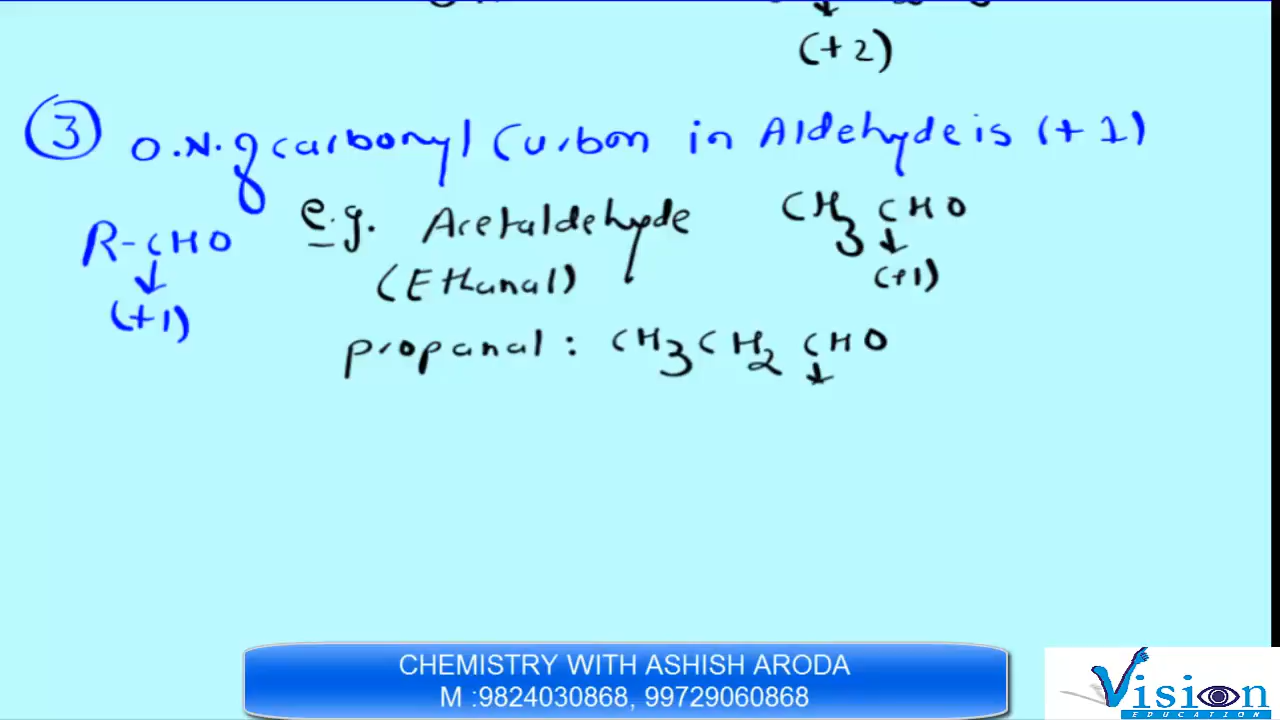 (+2)
③ O.N. of carbonyl Carbon in Aldehyde is (+1)
R-CHO
(+1)
e.g. Acetaldehyde CH3CHO
(Ethanal) (+1)
propanal: CH3CH2CHO
CHEMISTRY WITH ASHISH ARODA
M :9824030868, 99729060868
Vision
EDUCATION